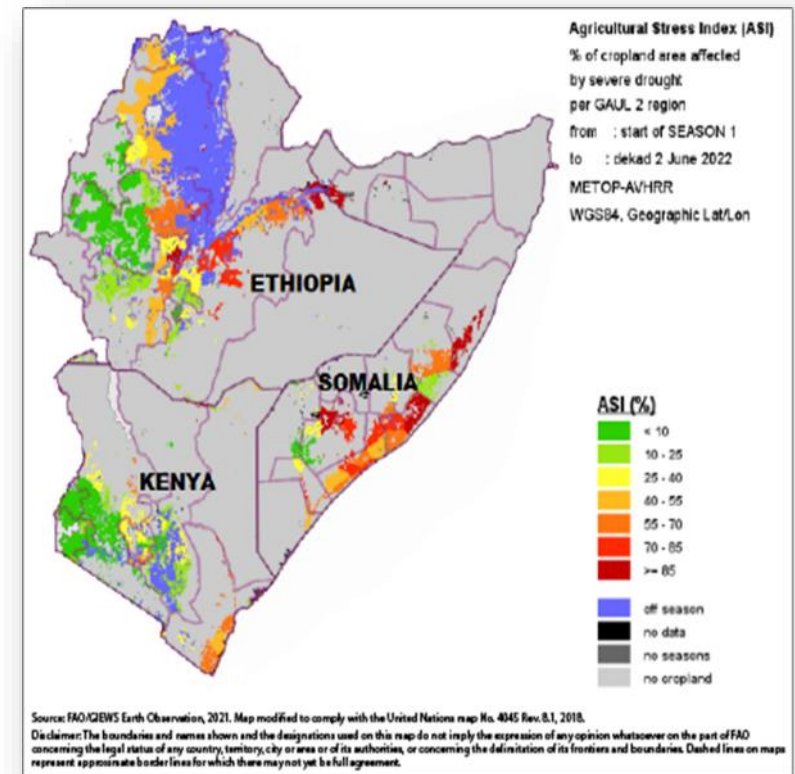 Agricultural Stress Index (ASI)
% of cropland area affected
by severe drought
per GAUL 2 region
from : start of SEASON 1
to : dekad 2 June 2022
METOP-AVHRR
WGS84, Geographic Lat/Lon
ETHIOPIA
SOMALIA
KENYA
ASI (%)
< 10
10 - 25
25 - 40
40 - 55
55 - 70
70 - 85
>= 85
off season
no data
no seasons
no cropland
Source: FAO/GIEWS Earth Observation, 2021. Map modified to comply with the United Nations map No. 4045 Rev. 8.1, 2018.
Disclaimer: The boundaries and names shown and the designations used on this map do not imply the expression of any opinion whatsoever on the part of FAO
concerning the legal status of any country, territory, city or area or of its authorities, or concerning the delimitation of its frontiers and boundaries. Dashed lines on maps
represent approximate border lines for which there may not yet be full agreement.